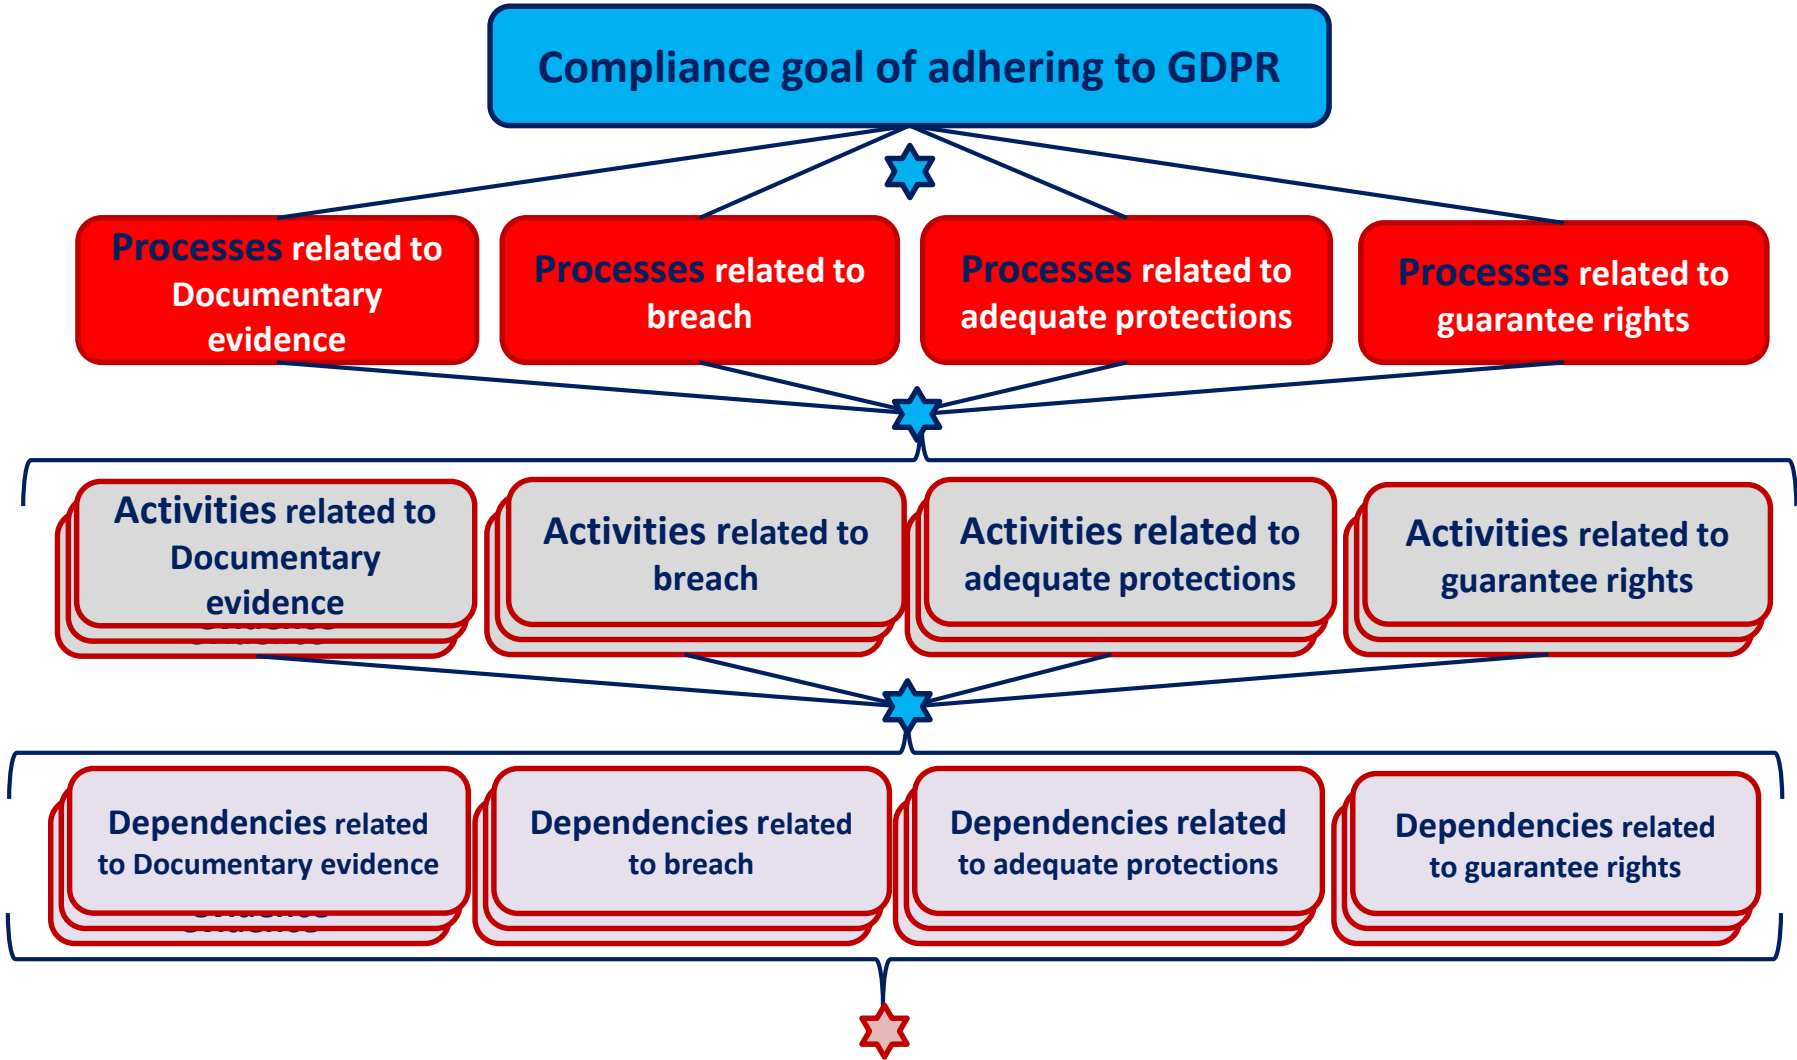 Compliance goal of adhering to GDPR
Processes related to
Documentary
evidence
Processes related to
breach
Processes related to
adequate protections
Processes related to
guarantee rights
Activities related to
Documentary
evidence
Activities related to
breach
Activities related to
adequate protections
Activities related to
guarantee rights
Dependencies related
to Documentary evidence
Dependencies related
to breach
Dependencies related
to adequate protections
Dependencies related
to guarantee rights